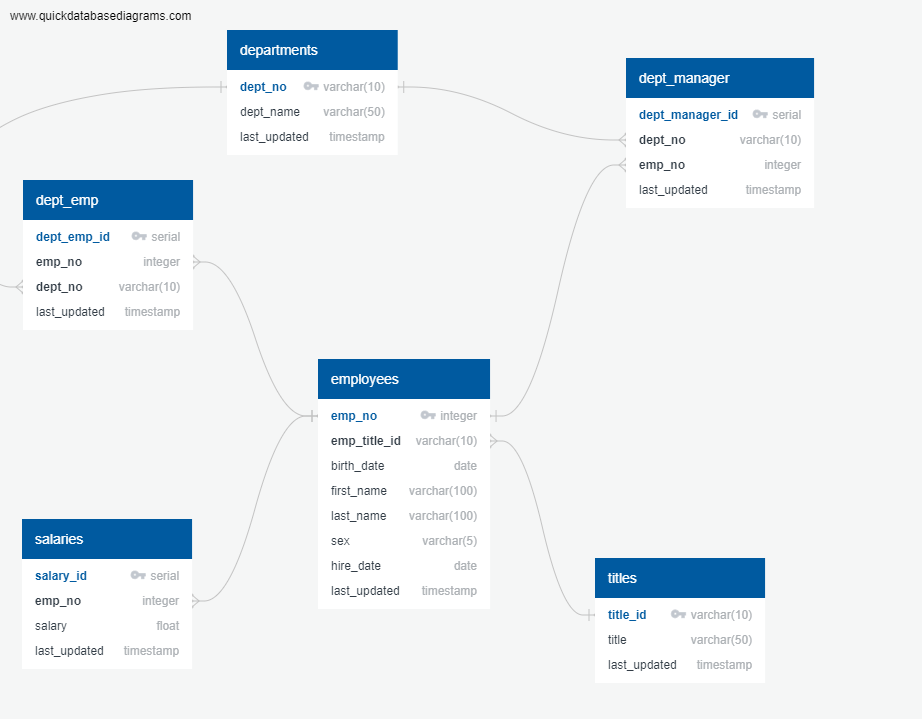 www.quickdatabasediagrams.com
departments
dept_no varchar(10)
dept_name varchar(50)
last_updated timestamp
dept_manager
dept_manager_id serial
dept_no varchar(10)
emp_no integer
last_updated timestamp
dept_emp
dept_emp_id serial
emp_no integer
dept_no varchar(10)
last_updated timestamp
employees
emp_no integer
emp_title_id varchar(10)
birth_date date
first_name varchar(100)
last_name varchar(100)
sex varchar(5)
hire_date date
last_updated timestamp
salaries
salary_id serial
emp_no integer
salary float
last_updated timestamp
titles
title_id varchar(10)
title varchar(50)
last_updated timestamp